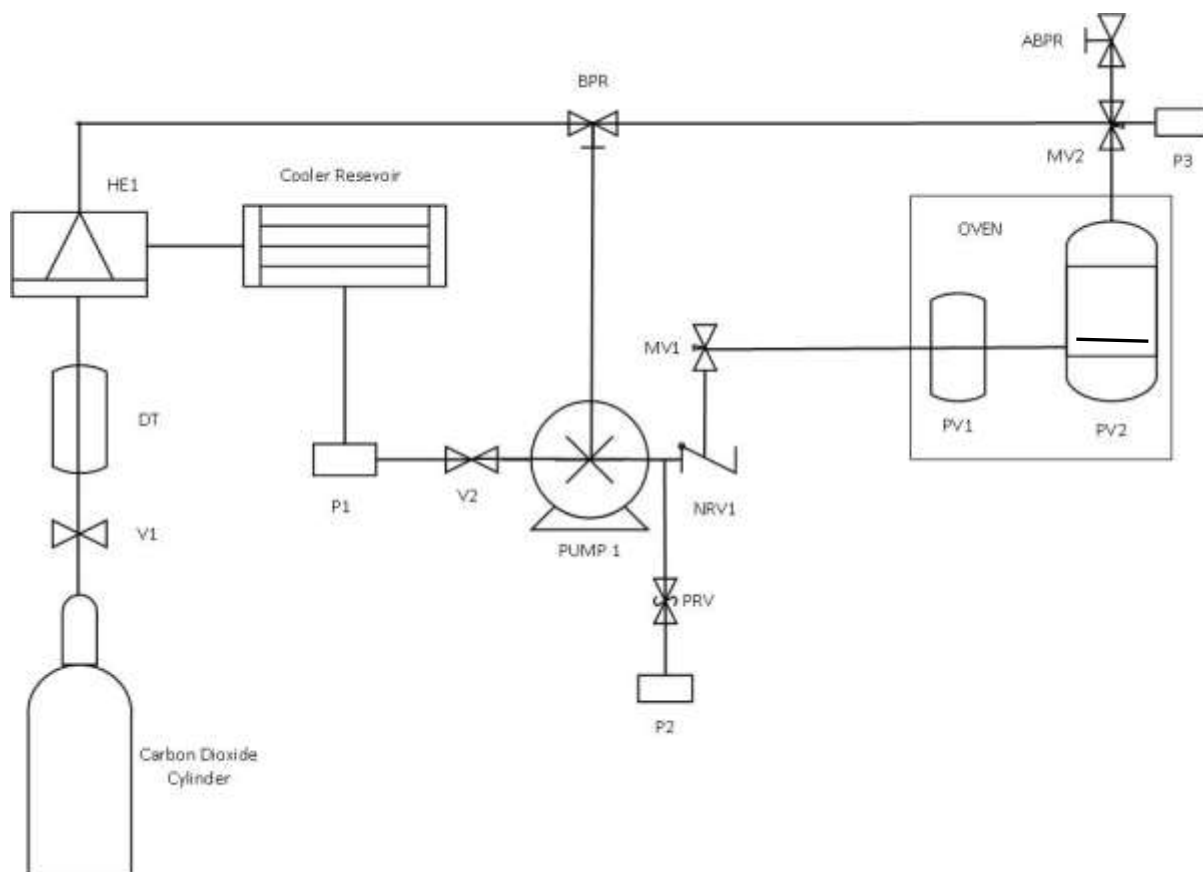 ABPR
BPR
MV2
P3
HE1
Cooler Resevoir
OVEN
MV1
DT
PV1
PV2
P1
V2
NRV1
V1
PUMP 1
PRV
P2
Carbon Dioxide
Cylinder